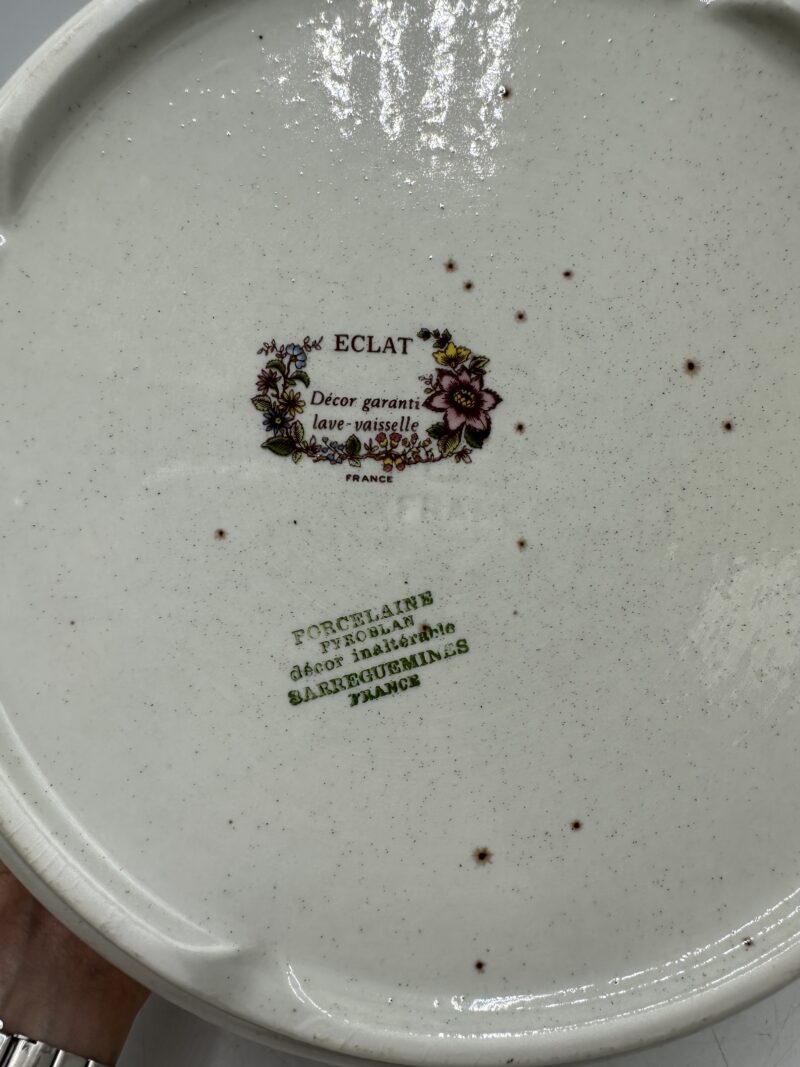 ECLAT
Décor garanti
lave-vaisselle
FRANCE
PORCELAINE
PYROBLAN
décor inaltérable
SARREGUEMINES
FRANCE